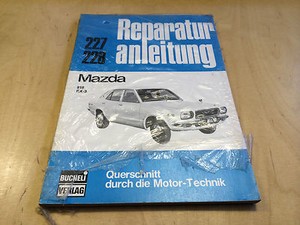 Reparatur
anleitung
227
228
Mazda
818
RX-3
BUCHELI
VERLAG
Querschnitt
durch die Motor-Technik